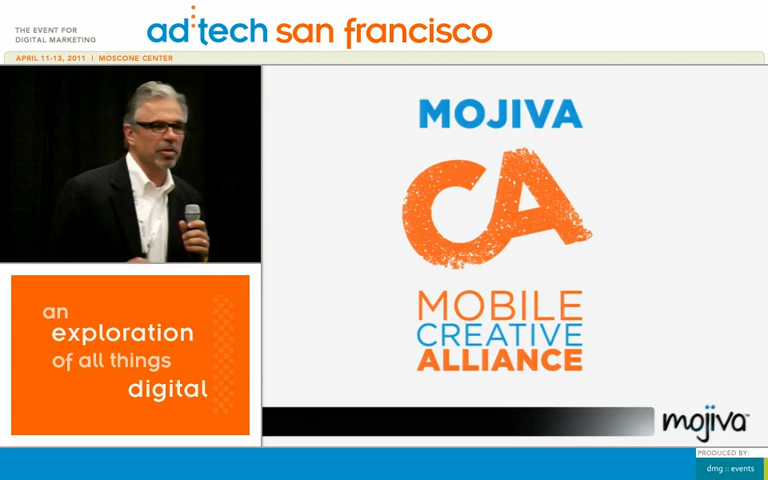 THE EVENT FOR
DIGITAL MARKETING
ad:tech san francisco
APRIL 11-13, 2011 | MOSCONE CENTER
MOJIVA
CA
MOBILE
CREATIVE
ALLIANCE
an
exploration
of all things
digital
mojiva™
PRODUCED BY:
dmg :: events